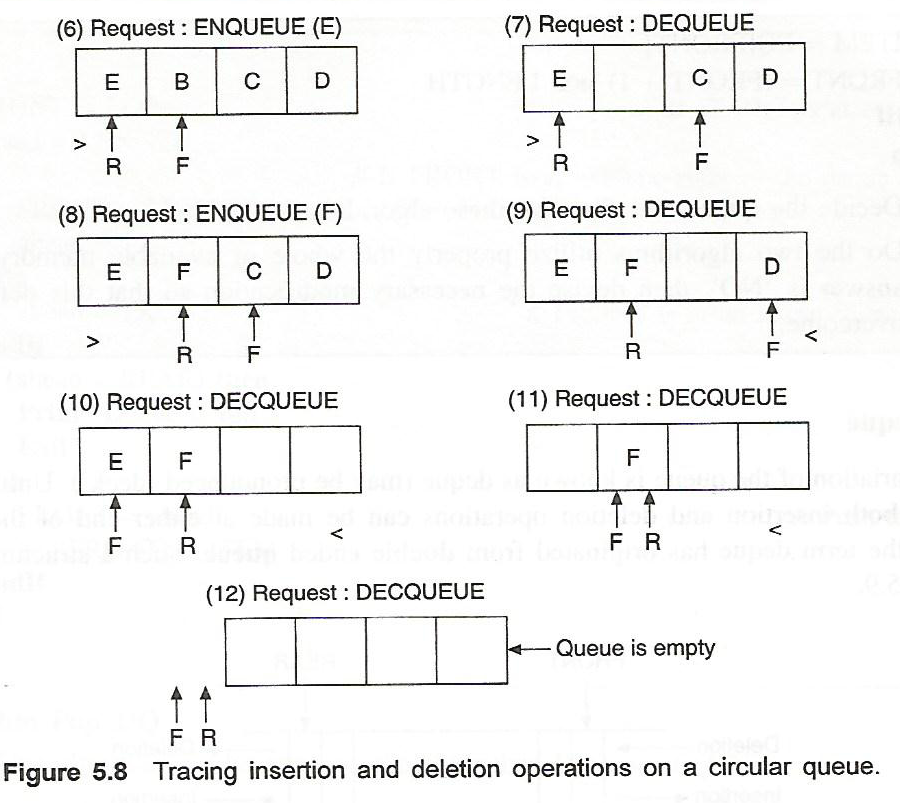 (6) Request : ENQUEUE (E)
E B C D
>
R F
(7) Request : DEQUEUE
E C D
>
R F
(8) Request : ENQUEUE (F)
E F C D
>
R F
(9) Request : DEQUEUE
E F D
<
R F
(10) Request : DECQUEUE
E F
<
F R
(11) Request : DECQUEUE
F
<
F R
(12) Request : DECQUEUE
Queue is empty
F R
Figure 5.8 Tracing insertion and deletion operations on a circular queue.